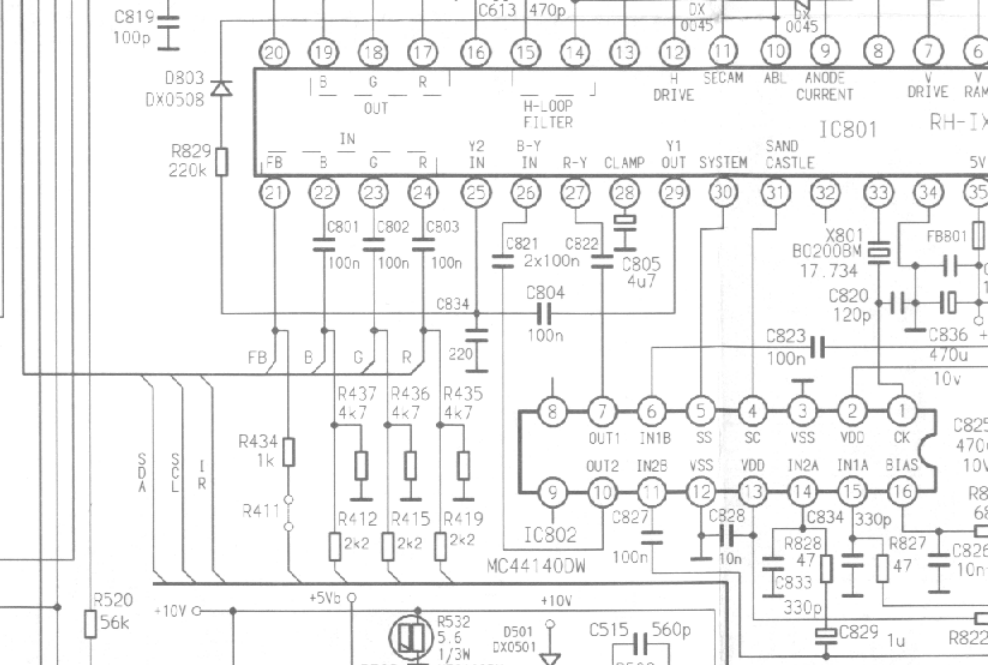 C819
100p
C613 470p
DX
0045
DX
0045
20 19 18 17 16 15 14 13 12 11 10 9 8 7 6
D803
DX0508
B G R
OUT
H-LOOP
FILTER
H
DRIVE
SECAM
ABL
ANODE
CURRENT
V
DRIVE
V
RAM
IC801
RH-IX
R829
220k
IN
FB B G R
Y2
IN
B-Y
IN
R-Y
CLAMP
Y1
OUT
SYSTEM
SAND
CASTLE
5V
21 22 23 24 25 26 27 28 29 30 31 32 33 34 35
C801
100n
C802
100n
C803
100n
C821
C822
2x100n
C805
4u7
X801
BC200BM
17.734
FB801
C834
220
C804
100n
C820
120p
C836
470u
10v
+
C823
100n
FB B G R
R437
4k7
R436
4k7
R435
4k7
8 7 6 5 4 3 2 1
OUT1 IN1B SS SC VSS VDD CK
OUT2 IN2B VSS VDD IN2A IN1A BIAS
9 10 11 12 13 14 15 16
C825
470
10V
R434
1k
SDA
SCL
IR
R411
R412
2k2
R415
2k2
R419
2k2
IC802
MC44140DW
C827
100n
C828
10n
C834
330p
R828
47
C833
330p
R827
47
R8
68
C826
10n
C829
1u
R822
R520
56k
+10V
+5Vb
R532
5.6
1/3W
+10V
D501
DX0501
C515 560p